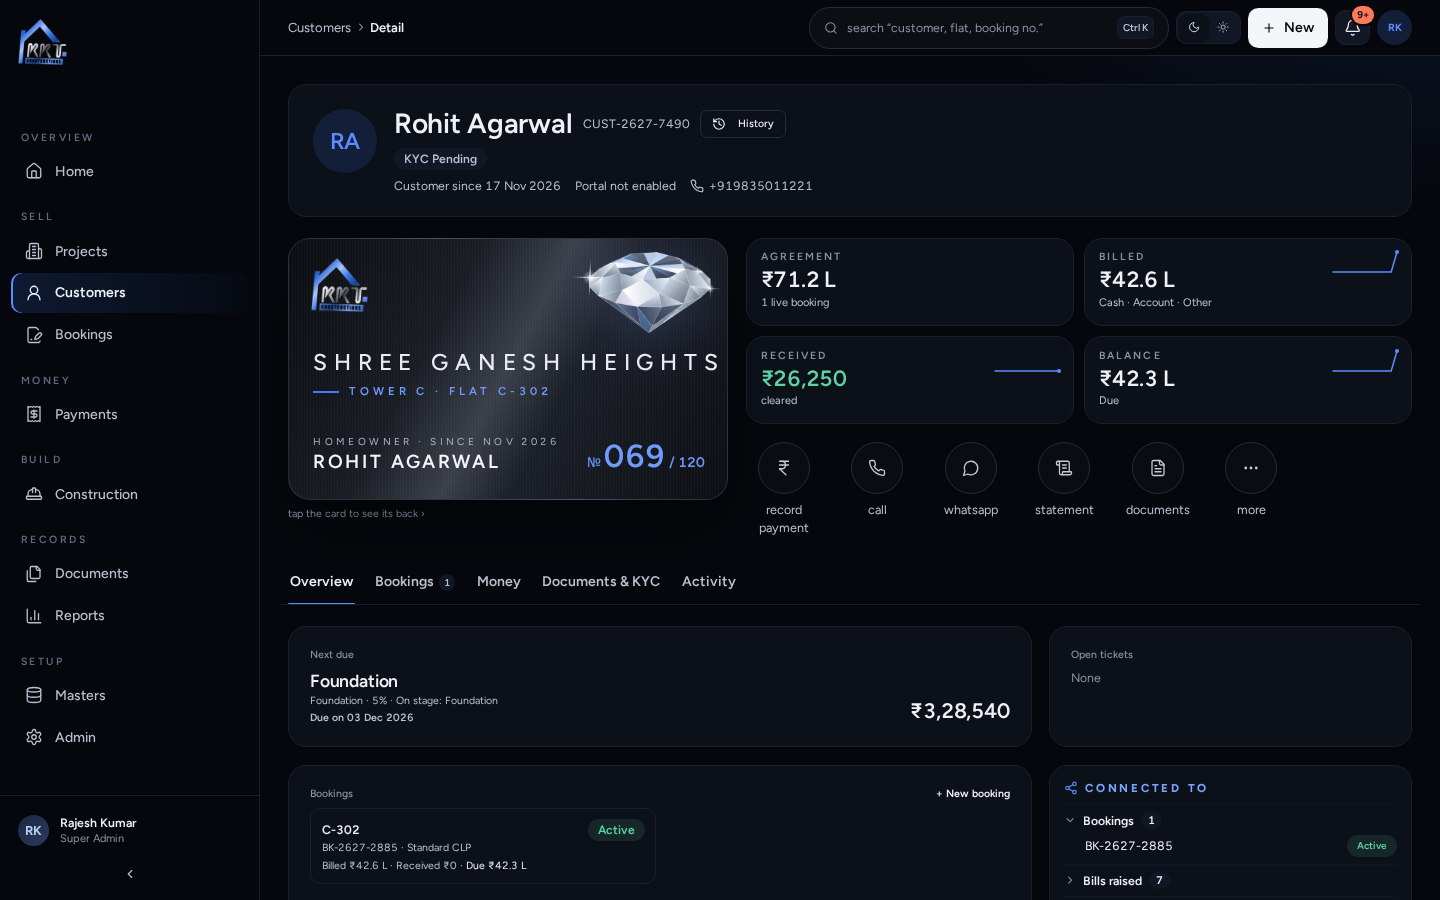 KKT
CONSTRUCTIONS
Customers > Detail
search “customer, flat, booking no.”
Ctrl K
+ New
9+
RK
OVERVIEW
Home
SELL
Projects
Customers
Bookings
MONEY
Payments
BUILD
Construction
RECORDS
Documents
Reports
SETUP
Masters
Admin
RK
Rajesh Kumar
Super Admin
RA
Rohit Agarwal
CUST-2627-7490
History
KYC Pending
Customer since 17 Nov 2026
Portal not enabled
+919835011221
SHREE GANESH HEIGHTS
TOWER C · FLAT C-302
HOMEOWNER · SINCE NOV 2026
ROHIT AGARWAL
№ 069 / 120
tap the card to see its back ›
AGREEMENT
₹71.2 L
1 live booking
BILLED
₹42.6 L
Cash · Account · Other
RECEIVED
₹26,250
cleared
BALANCE
₹42.3 L
Due
record payment
call
whatsapp
statement
documents
more
Overview
Bookings 1
Money
Documents & KYC
Activity
Next due
Foundation
Foundation · 5% · On stage: Foundation
Due on 03 Dec 2026
₹3,28,540
Open tickets
None
Bookings
+ New booking
C-302
Active
BK-2627-2885 · Standard CLP
Billed ₹42.6 L · Received ₹0 · Due ₹42.3 L
CONNECTED TO
Bookings 1
BK-2627-2885
Active
Bills raised 7